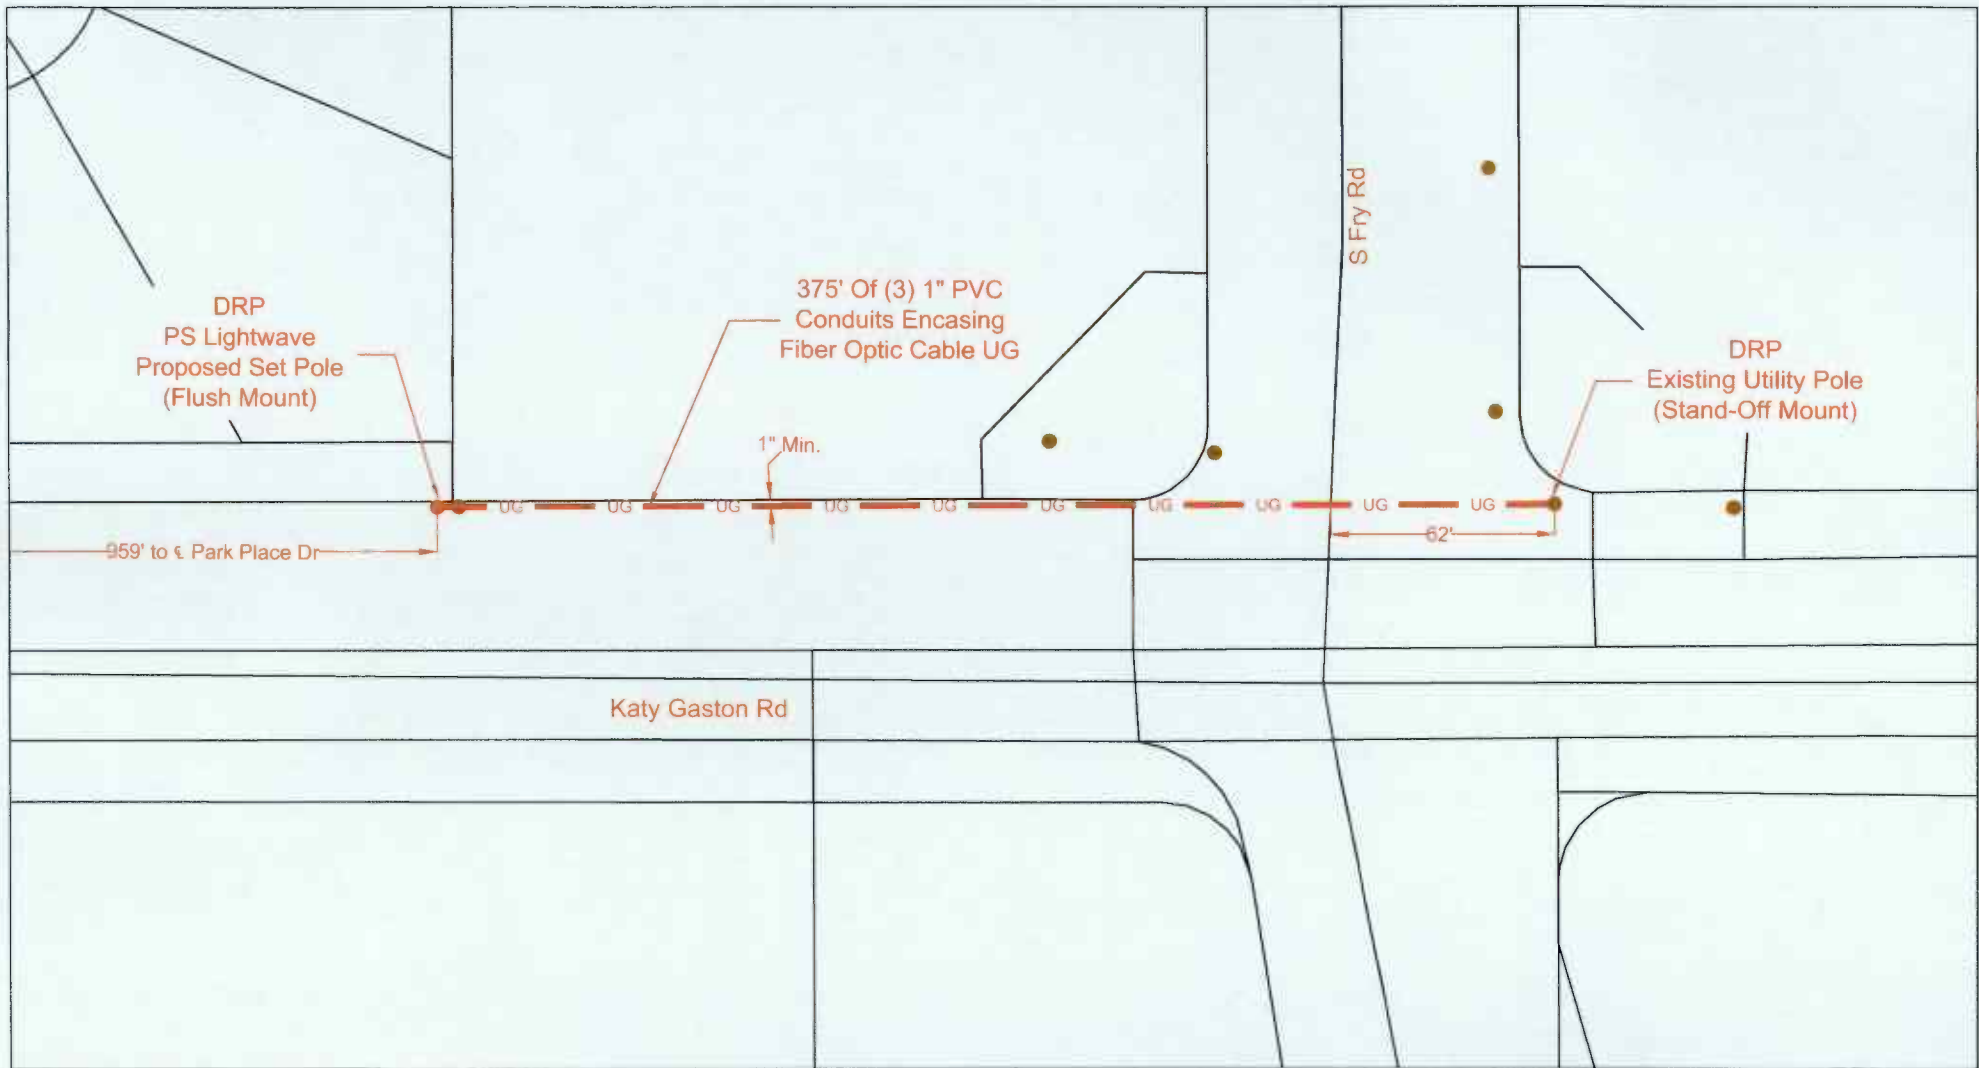 S Fry Rd
375' Of (3) 1" PVC
Conduits Encasing
Fiber Optic Cable UG
DRP
PS Lightwave
Proposed Set Pole
(Flush Mount)
DRP
Existing Utility Pole
(Stand-Off Mount)
1" Min.
UG UG UG UG UG UG UG UG UG UG
62'
959' to ℄ Park Place Dr
Katy Gaston Rd